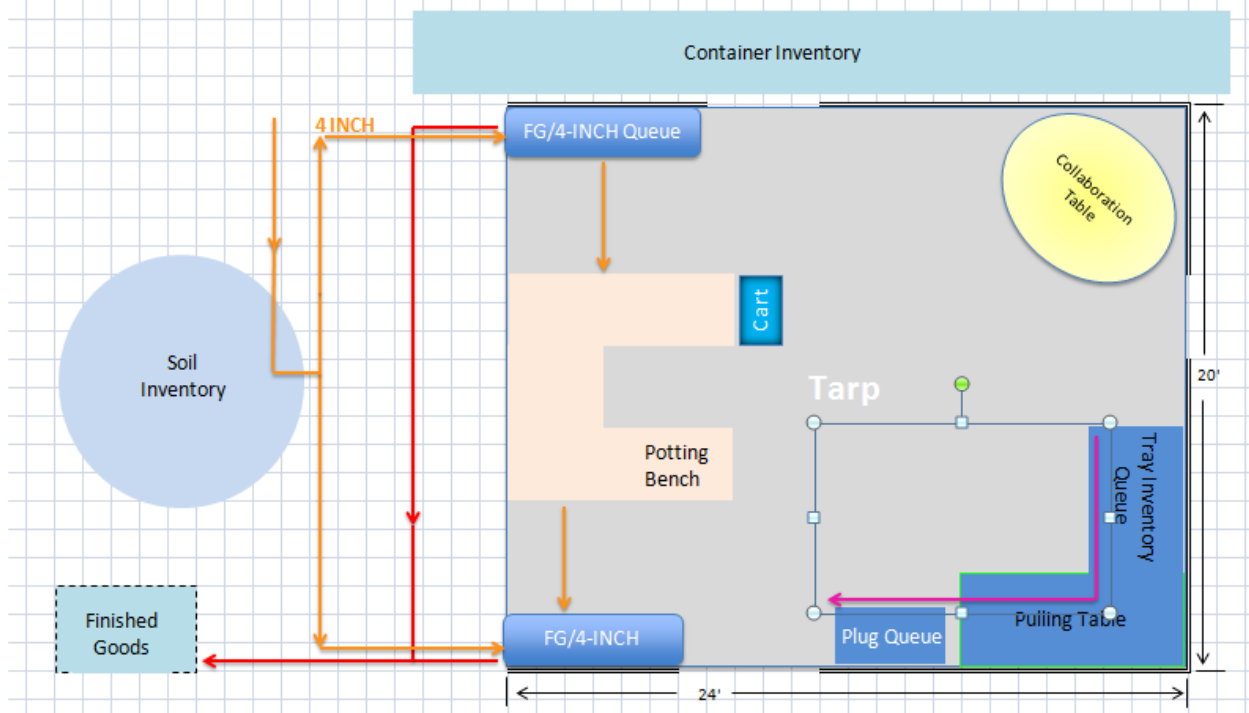 Container Inventory
4 INCH
FG/4-INCH Queue
Collaboration
Table
Cart
Soil
Inventory
20'
Tarp
Potting
Bench
Tray Inventory
Queue
Finished
Goods
FG/4-INCH
Plug Queue
Pulling Table
24'